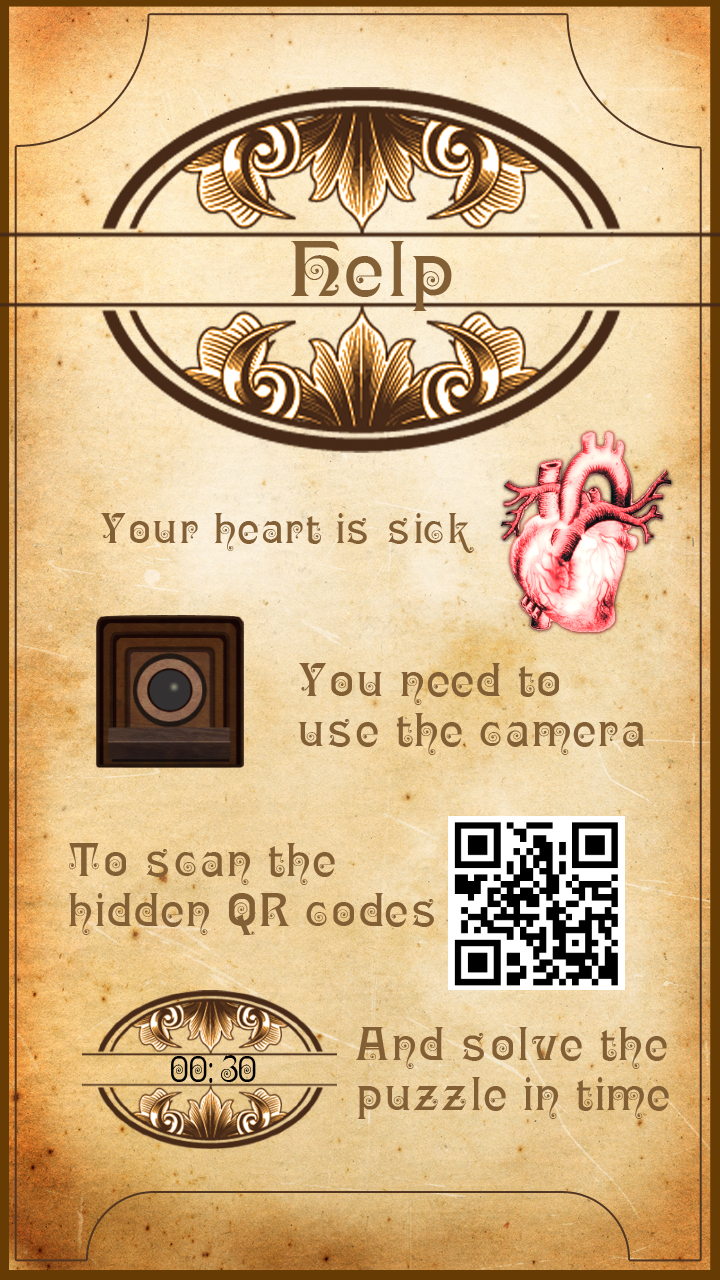 Help
Your heart is sick
You need to
use the camera
To scan the
hidden QR codes
00:30
And solve the
puzzle in time